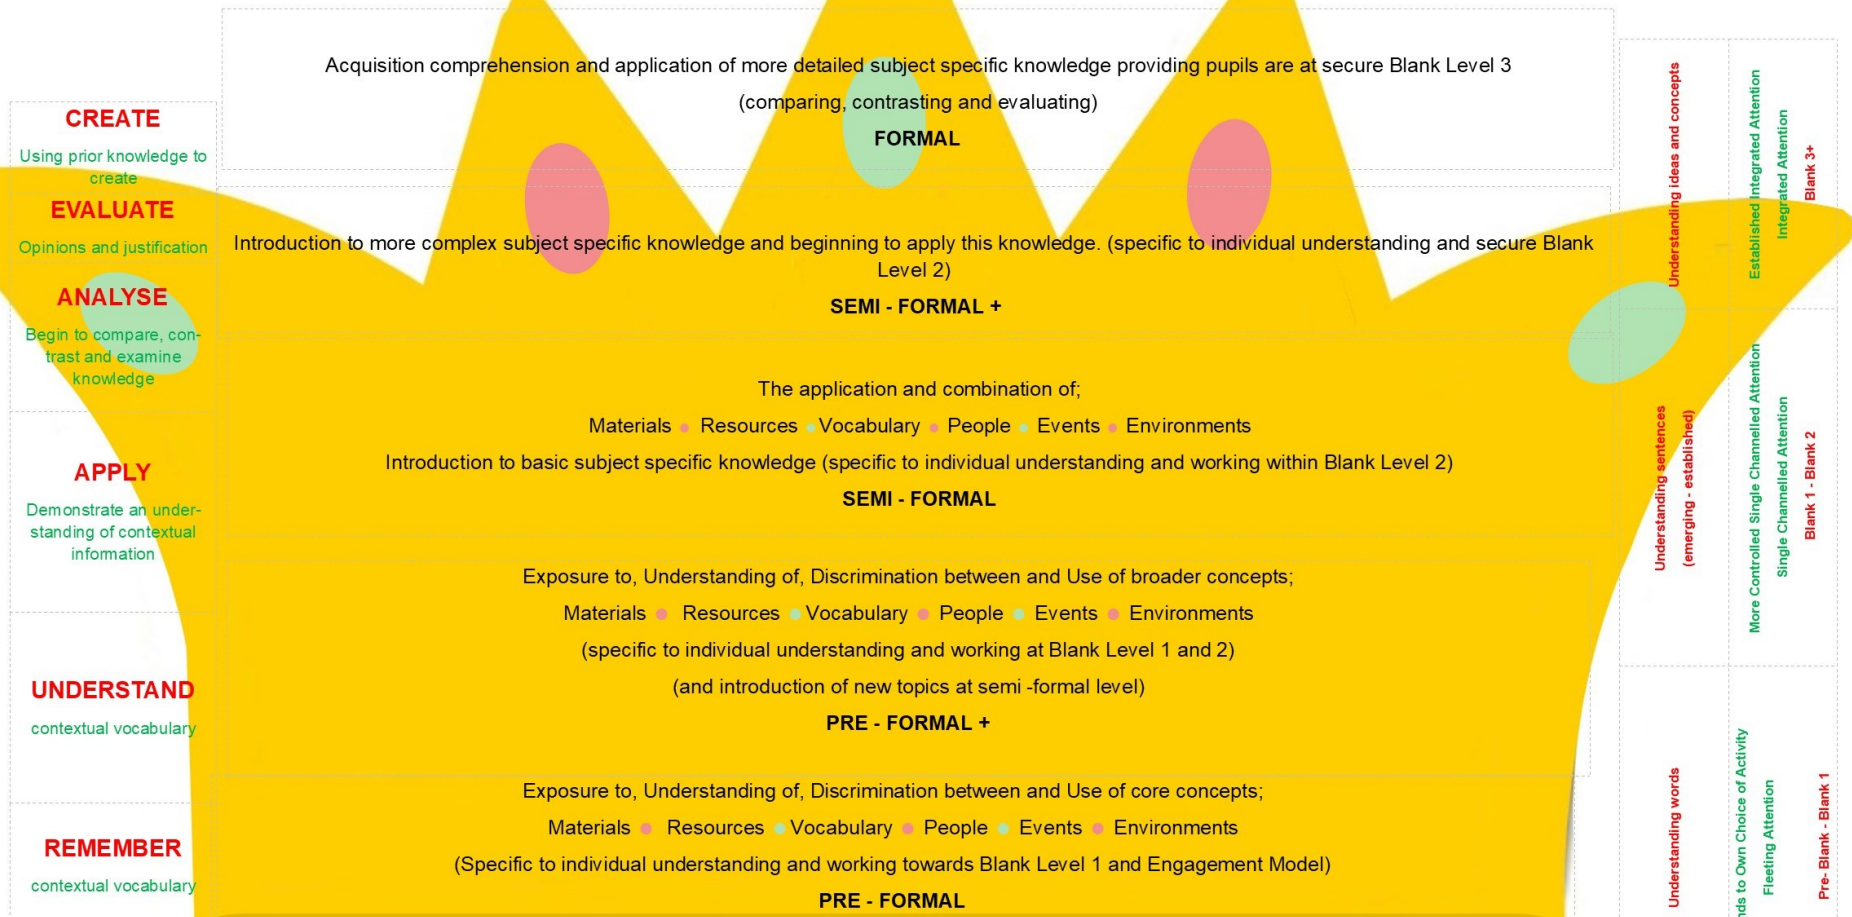 CREATE
Using prior knowledge to
create
EVALUATE
Opinions and justification
ANALYSE
Begin to compare, con-
trast and examine
knowledge
APPLY
Demonstrate an under-
standing of contextual
information
UNDERSTAND
contextual vocabulary
REMEMBER
contextual vocabulary
Acquisition comprehension and application of more detailed subject specific knowledge providing pupils are at secure Blank Level 3
(comparing, contrasting and evaluating)
FORMAL
Introduction to more complex subject specific knowledge and beginning to apply this knowledge. (specific to individual understanding and secure Blank
Level 2)
SEMI - FORMAL +
The application and combination of;
Materials • Resources • Vocabulary • People • Events • Environments
Introduction to basic subject specific knowledge (specific to individual understanding and working within Blank Level 2)
SEMI - FORMAL
Exposure to, Understanding of, Discrimination between and Use of broader concepts;
Materials • Resources • Vocabulary • People • Events • Environments
(specific to individual understanding and working at Blank Level 1 and 2)
(and introduction of new topics at semi -formal level)
PRE - FORMAL +
Exposure to, Understanding of, Discrimination between and Use of core concepts;
Materials • Resources • Vocabulary • People • Events • Environments
(Specific to individual understanding and working towards Blank Level 1 and Engagement Model)
PRE - FORMAL
Understanding ideas and concepts
Established Integrated Attention
Integrated Attention
Blank 3+
Understanding sentences
(emerging - established)
More Controlled Single Channelled Attention
Single Channelled Attention
Blank 1 - Blank 2
Understanding words
to Own Choice of Activity
Fleeting Attention
Pre- Blank - Blank 1